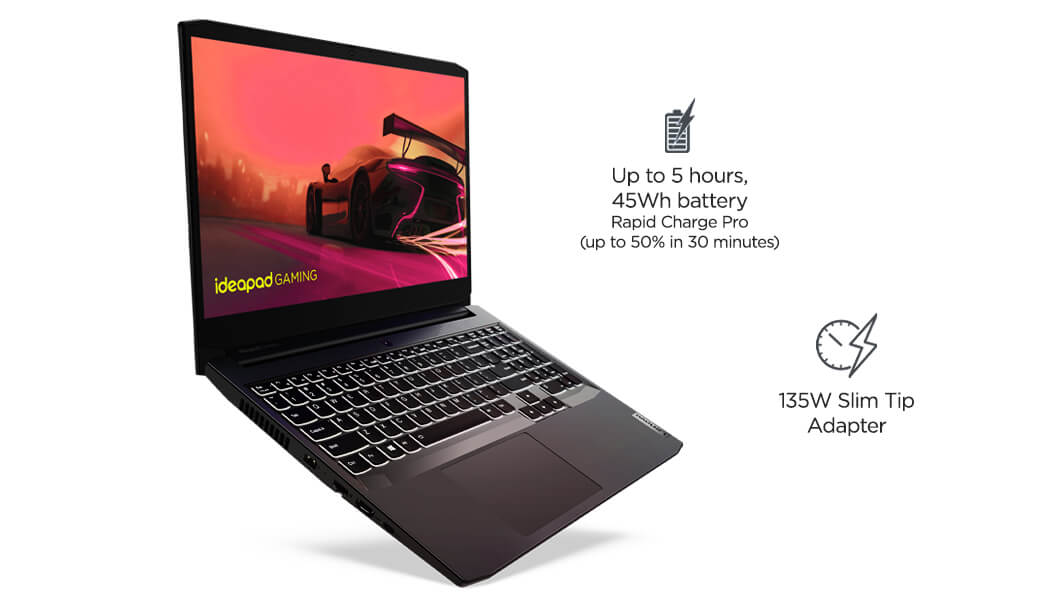 ideapad GAMING
Up to 5 hours,
45Wh battery
Rapid Charge Pro
(up to 50% in 30 minutes)
135W Slim Tip
Adapter